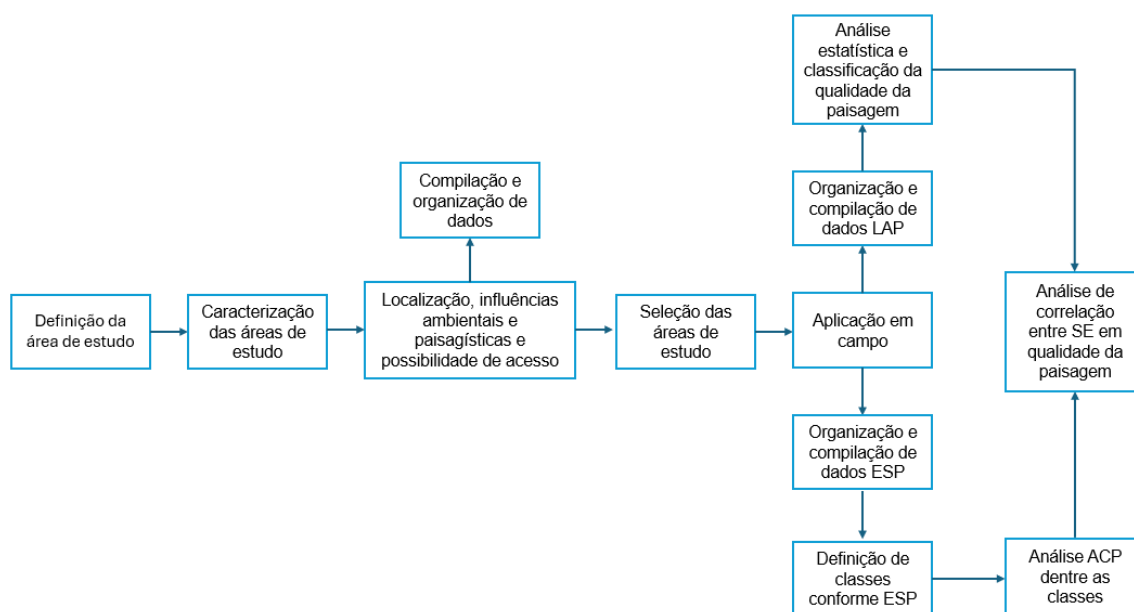 Definição da
área de estudo
Caracterização
das áreas de
estudo
Compilação e
organização de
dados
Localização, influências
ambientais e
paisagísticas e
possibilidade de acesso
Seleção das
áreas de
estudo
Análise
estatística e
classificação da
qualidade da
paisagem
Organização e
compilação de
dados LAP
Aplicação em
campo
Organização e
compilação de
dados ESP
Definição de
classes
conforme ESP
Análise ACP
dentre as
classes
Análise de
correlação
entre SE em
qualidade da
paisagem